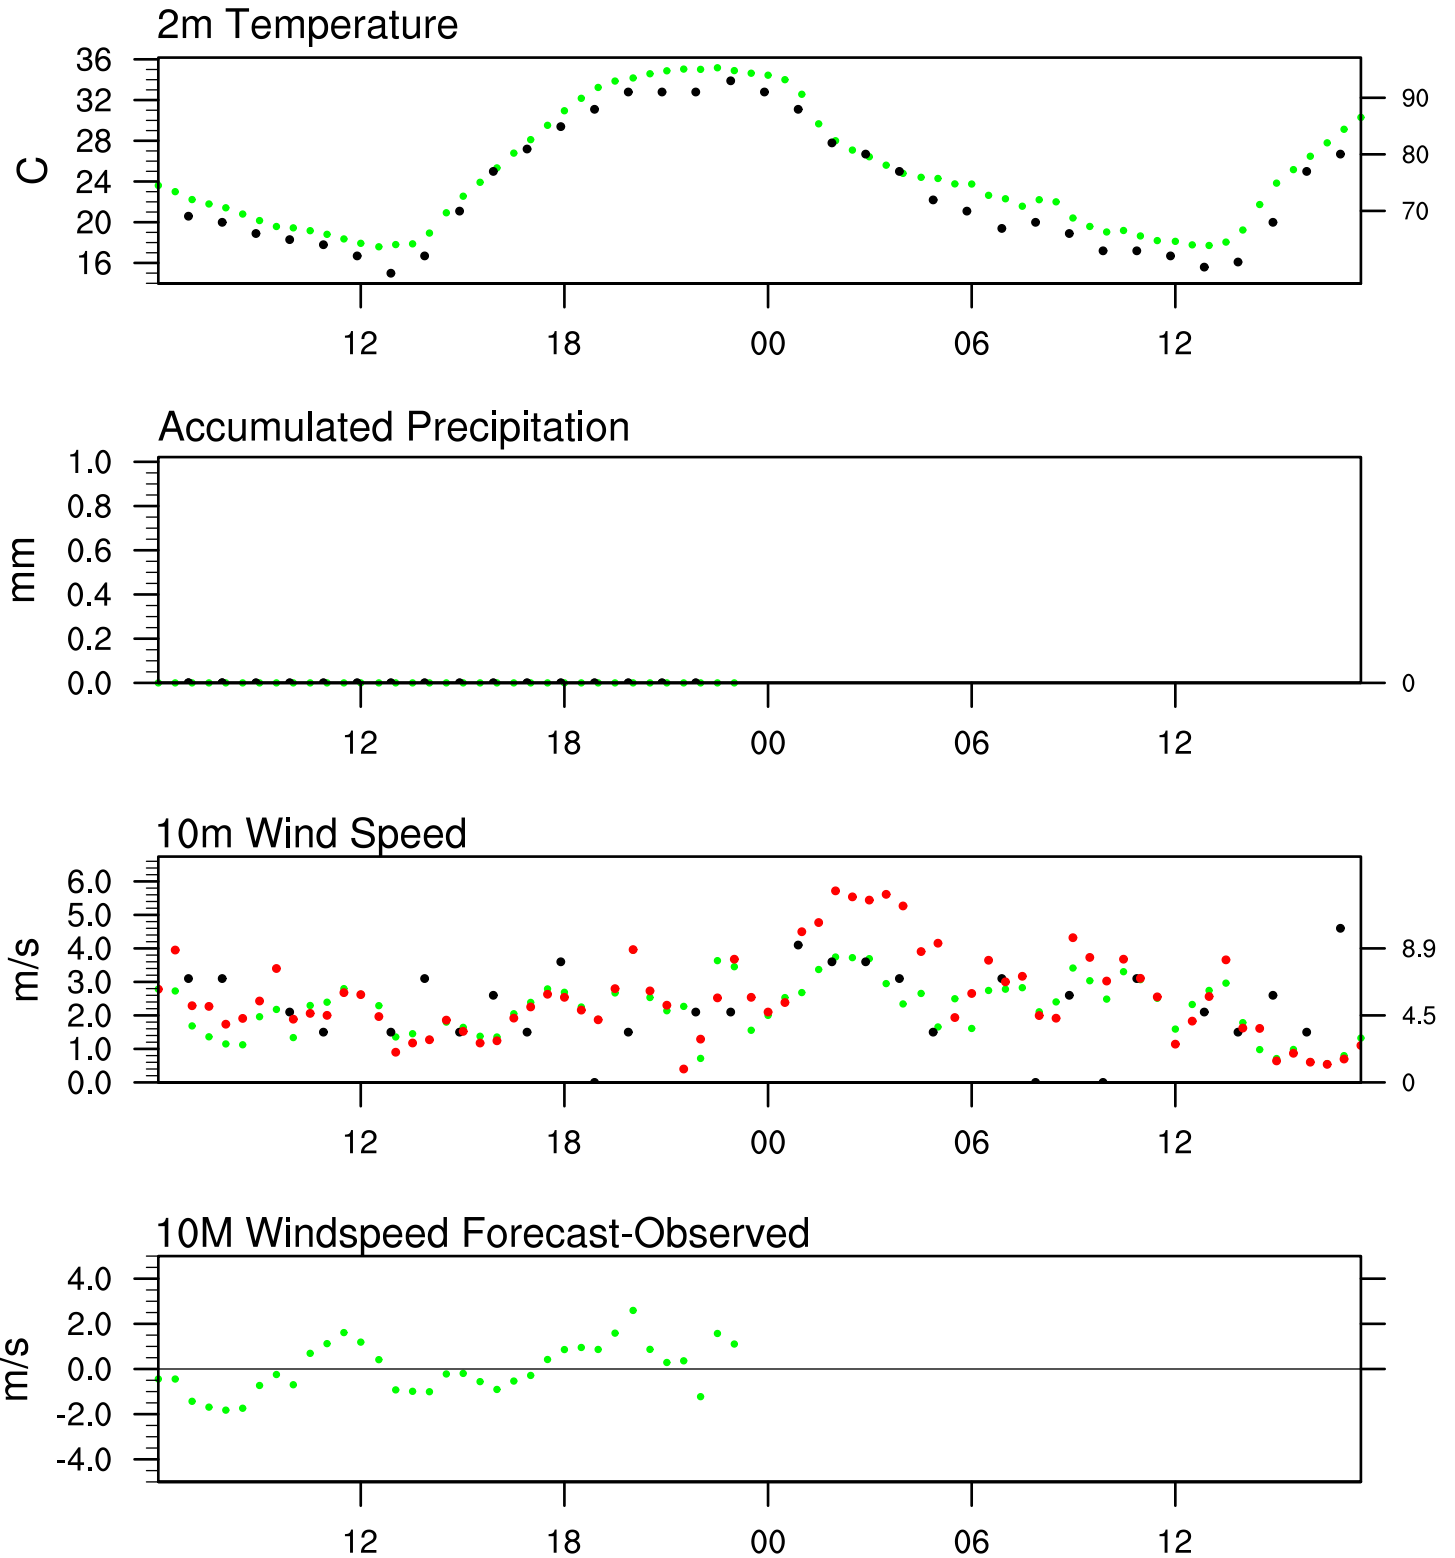 2m Temperature
36
32
28
24
20
16
C
90
80
70
12 18 00 06 12
Accumulated Precipitation
1.0
0.8
0.6
0.4
0.2
0.0
mm
0
12 18 00 06 12
10m Wind Speed
6.0
5.0
4.0
3.0
2.0
1.0
0.0
m/s
8.9
4.5
0
12 18 00 06 12
10M Windspeed Forecast-Observed
4.0
2.0
0.0
-2.0
-4.0
m/s
12 18 00 06 12